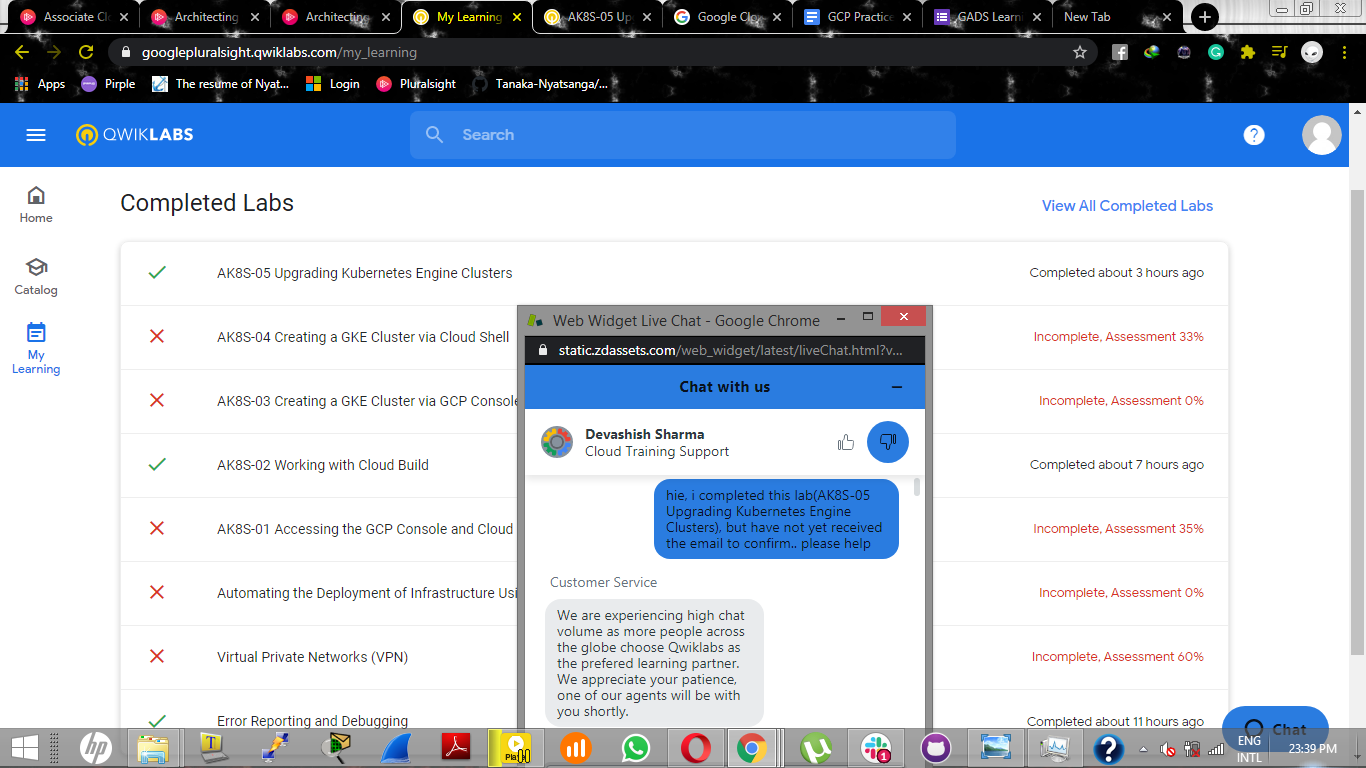 Associate Cl
Architecting
Architecting
My Learning
AK8S-05 Up
Google Clo
GCP Practice
GADS Learn
New Tab
googlepluralsight.qwiklabs.com/my_learning
Apps
Pirple
The resume of Nyat...
Login
Pluralsight
Tanaka-Nyatsanga/...
QWIKLABS
Search
Home
Catalog
My
Learning
Completed Labs
View All Completed Labs
AK8S-05 Upgrading Kubernetes Engine Clusters
Completed about 3 hours ago
AK8S-04 Creating a GKE Cluster via Cloud Shell
Incomplete, Assessment 33%
AK8S-03 Creating a GKE Cluster via GCP Console
Incomplete, Assessment 0%
AK8S-02 Working with Cloud Build
Completed about 7 hours ago
AK8S-01 Accessing the GCP Console and Cloud
Incomplete, Assessment 35%
Automating the Deployment of Infrastructure Usi
Incomplete, Assessment 0%
Virtual Private Networks (VPN)
Incomplete, Assessment 60%
Error Reporting and Debugging
Completed about 11 hours ago
Web Widget Live Chat - Google Chrome
static.zdassets.com/web_widget/latest/liveChat.html?v...
Chat with us
Devashish Sharma
Cloud Training Support
hie, i completed this lab(AK8S-05
Upgrading Kubernetes Engine
Clusters), but have not yet received
the email to confirm.. please help
Customer Service
We are experiencing high chat
volume as more people across
the globe choose Qwiklabs as
the prefered learning partner.
We appreciate your patience,
one of our agents will be with
you shortly.
Chat
ENG
INTL
23:39 PM